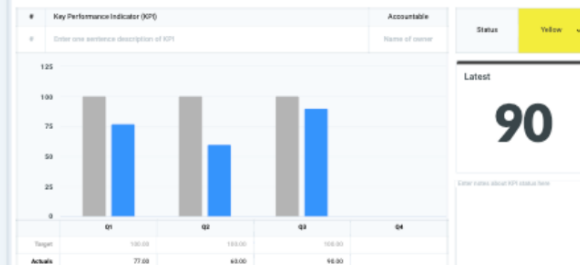 # Key Performance Indicator (KPI) Accountable
# Enter one sentence description of KPI Name of owner
Status Yellow
Latest
90
Enter notes about KPI status here
125
100
75
50
25
0
Q1 Q2 Q3 Q4
Target 100.00 100.00 100.00
Actuals 77.00 60.00 90.00